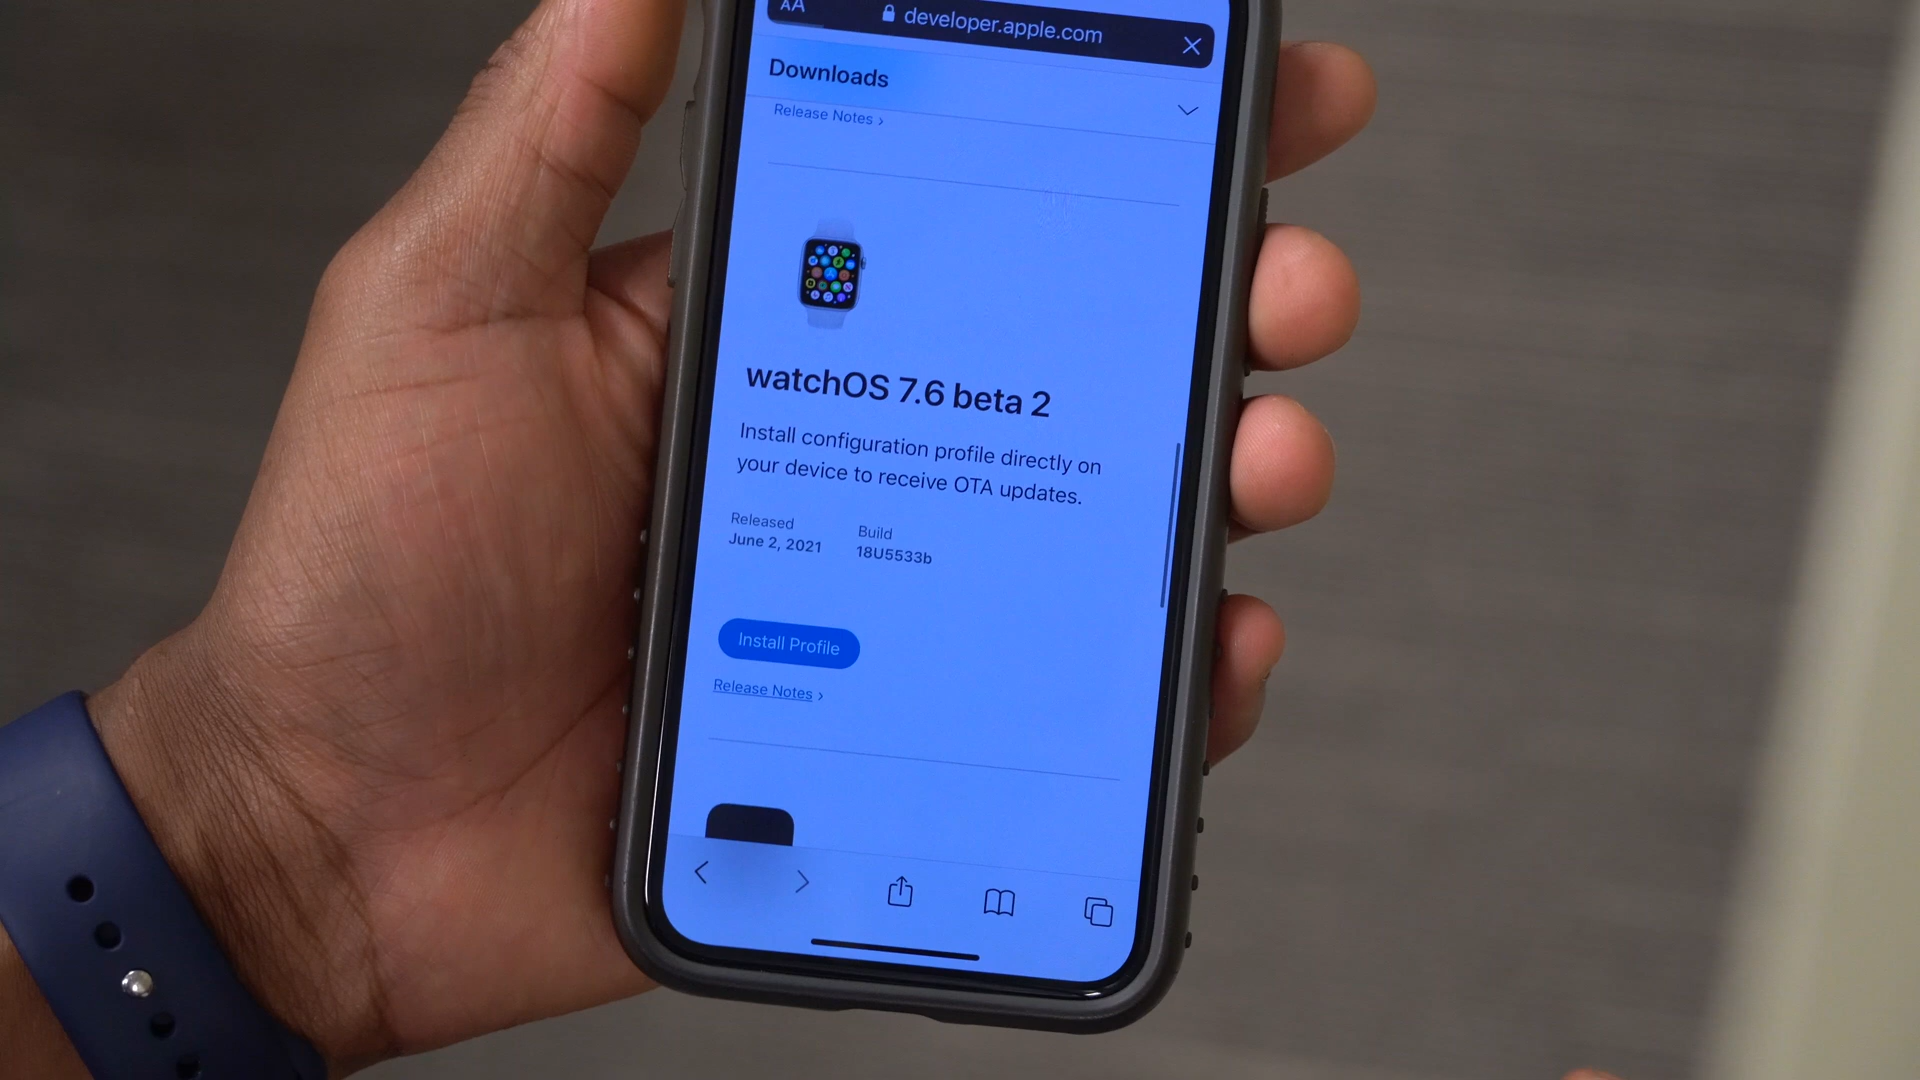 AA developer.apple.com
Downloads
Release Notes ›
watchOS 7.6 beta 2
Install configuration profile directly on
your device to receive OTA updates.
Released Build
June 2, 2021 18U5533b
Install Profile
Release Notes ›